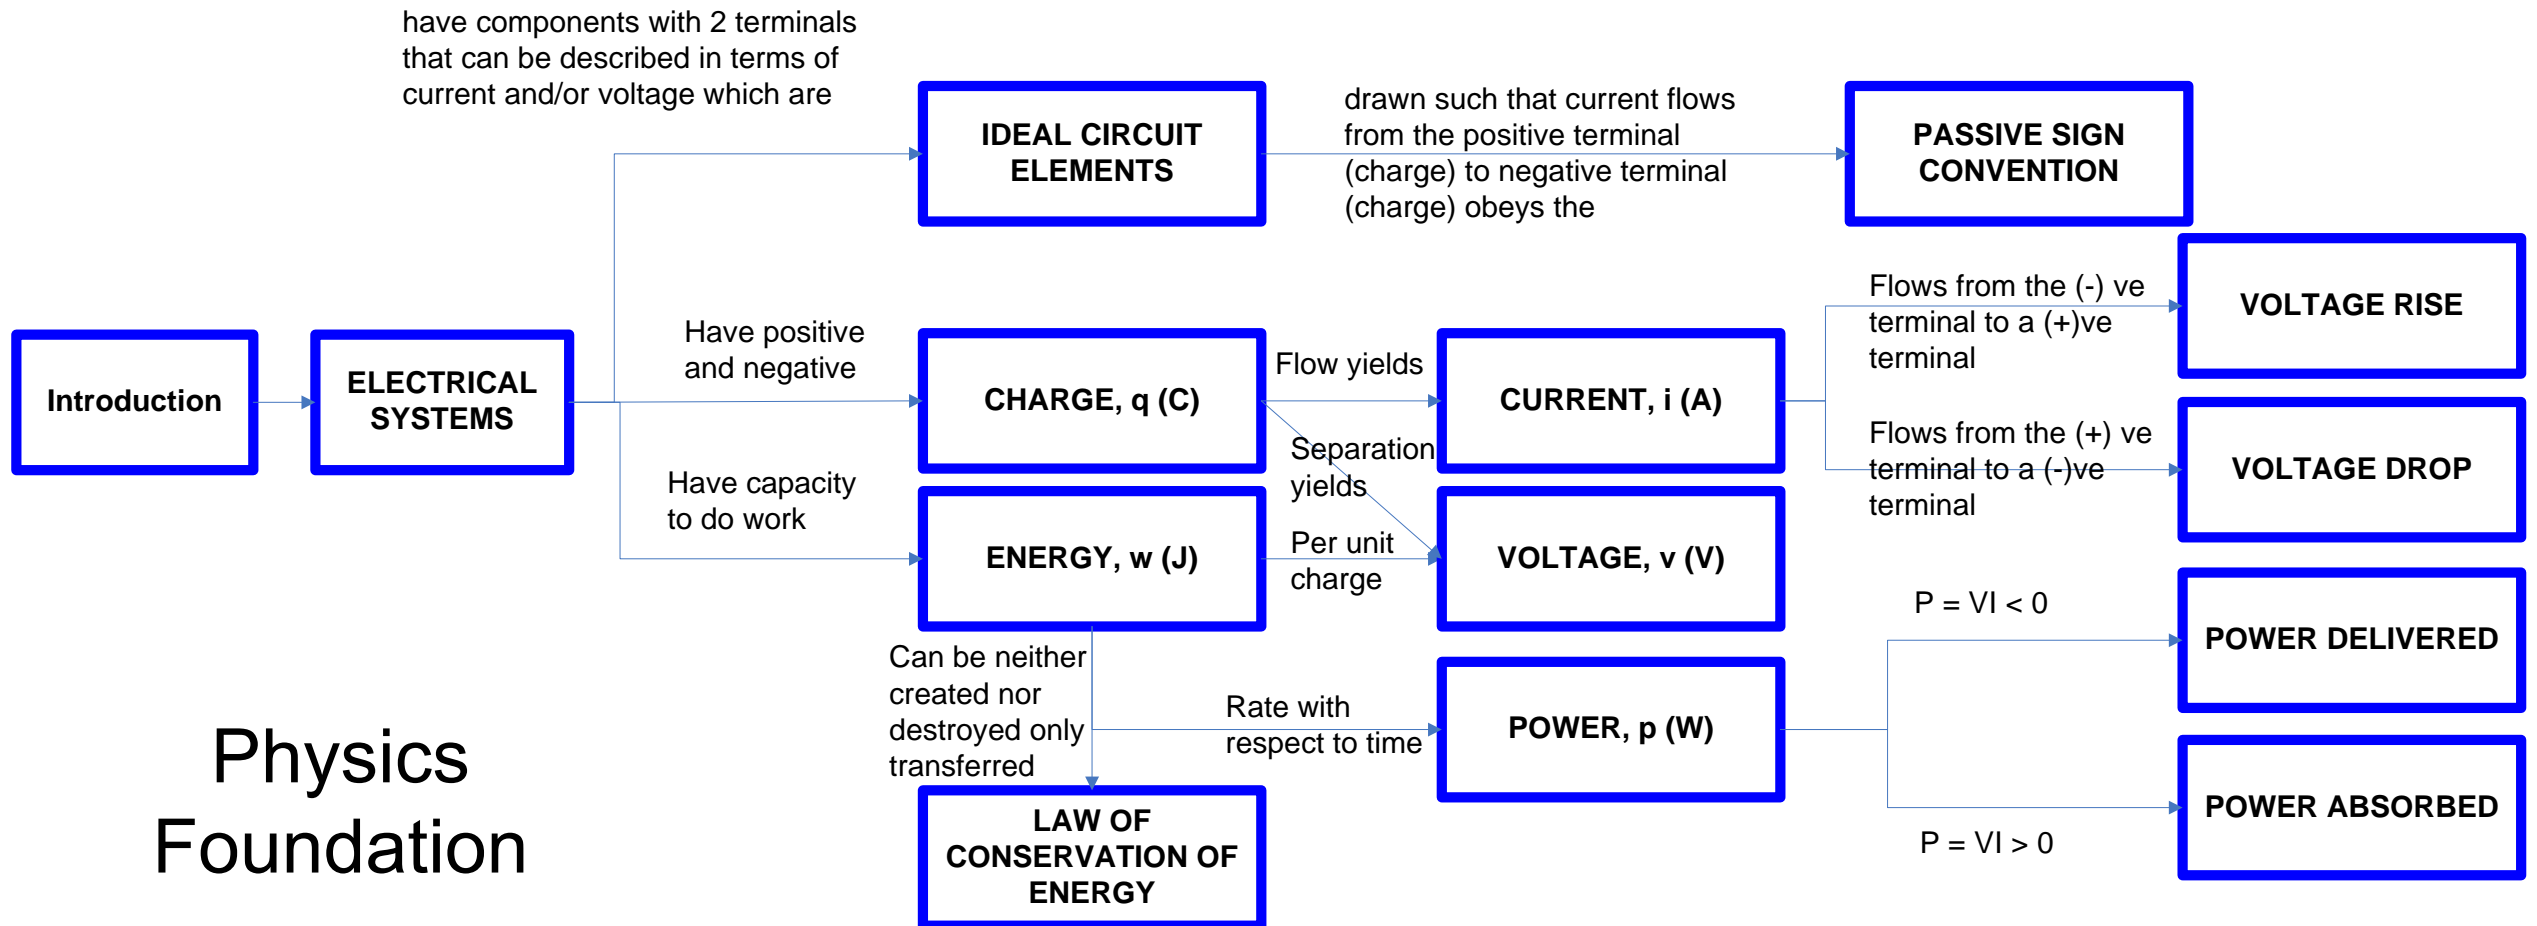 have components with 2 terminals
that can be described in terms of
current and/or voltage which are
IDEAL CIRCUIT
ELEMENTS
drawn such that current flows
from the positive terminal
(charge) to negative terminal
(charge) obeys the
PASSIVE SIGN
CONVENTION
Introduction
ELECTRICAL
SYSTEMS
Have positive
and negative
CHARGE, q (C)
Flow yields
CURRENT, i (A)
Flows from the (-) ve
terminal to a (+)ve
terminal
VOLTAGE RISE
Flows from the (+) ve
terminal to a (-)ve
terminal
VOLTAGE DROP
Separation
yields
Have capacity
to do work
ENERGY, w (J)
Per unit
charge
VOLTAGE, v (V)
Can be neither
created nor
destroyed only
transferred
Rate with
respect to time
POWER, p (W)
P = VI < 0
POWER DELIVERED
P = VI > 0
POWER ABSORBED
LAW OF
CONSERVATION OF
ENERGY
Physics
Foundation